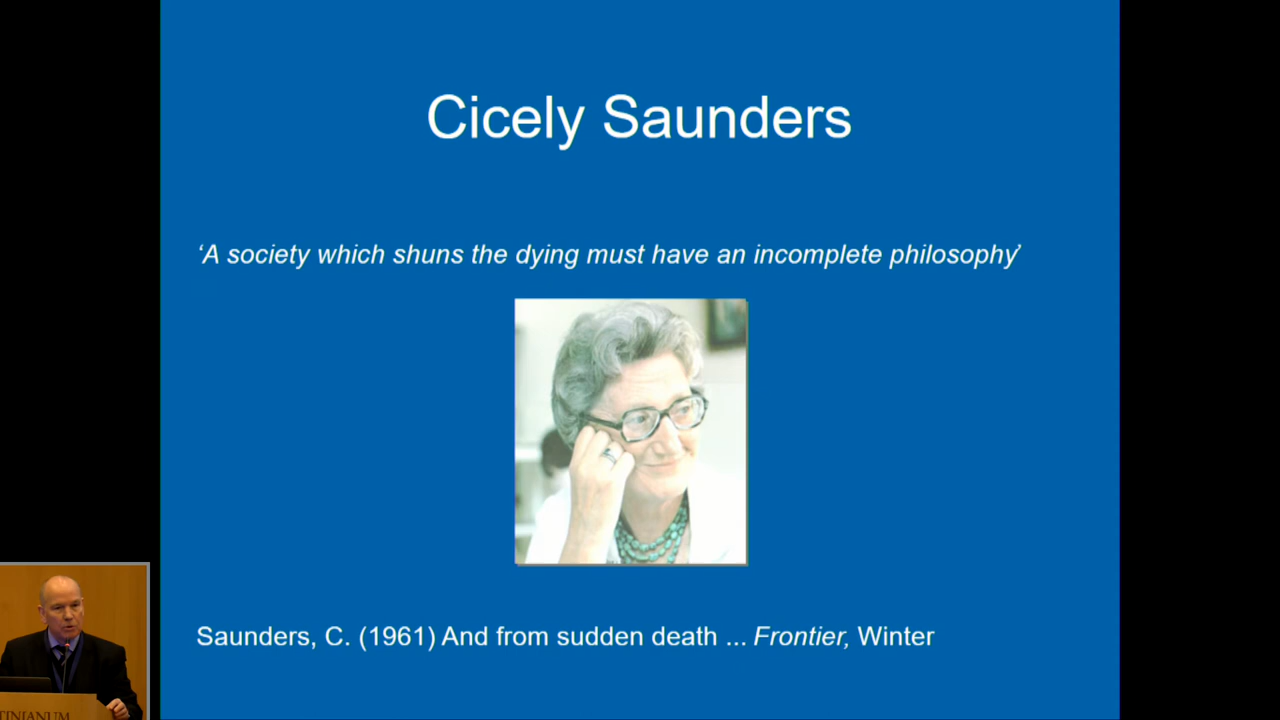 Cicely Saunders
‘A society which shuns the dying must have an incomplete philosophy’
Saunders, C. (1961) And from sudden death ... Frontier, Winter
TINIANUM